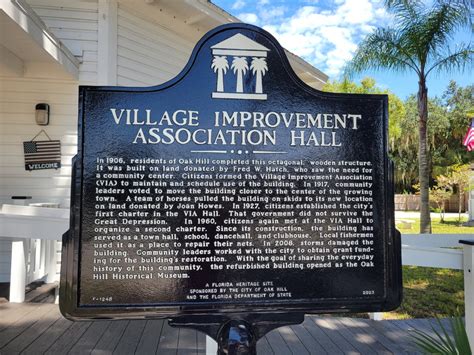 VILLAGE IMPROVEMENT
ASSOCIATION HALL
In 1906, residents of Oak Hill completed this octagonal, wooden structure.
It was built on land donated by Fred W. Hatch, who saw the need for
a community center. Citizens formed the Village Improvement Association
(VIA) to maintain and schedule use of the building. In 1917, community
leaders voted to move the building closer to the center of the growing
town. A team of horses pulled the building on skids to its new location
on land donated by Joan Howes. In 1927, citizens established the city's
first charter in the VIA Hall. That government did not survive the
Great Depression. In 1960, citizens again met at the VIA Hall to
organize a second charter. Since its construction, the building has
served as a town hall, school, dancehall, and clubhouse. Local fishermen
used it as a place to repair their nets. In 2008, storms damaged the
building. Community leaders worked with the city to obtain grant fund-
ing for the building's restoration. With the goal of sharing the everyday
history of this community, the refurbished building opened as the Oak
Hill Historical Museum.
A FLORIDA HERITAGE SITE
SPONSORED BY THE CITY OF OAK HILL
AND THE FLORIDA DEPARTMENT OF STATE
F-1248
2023
WELCOME